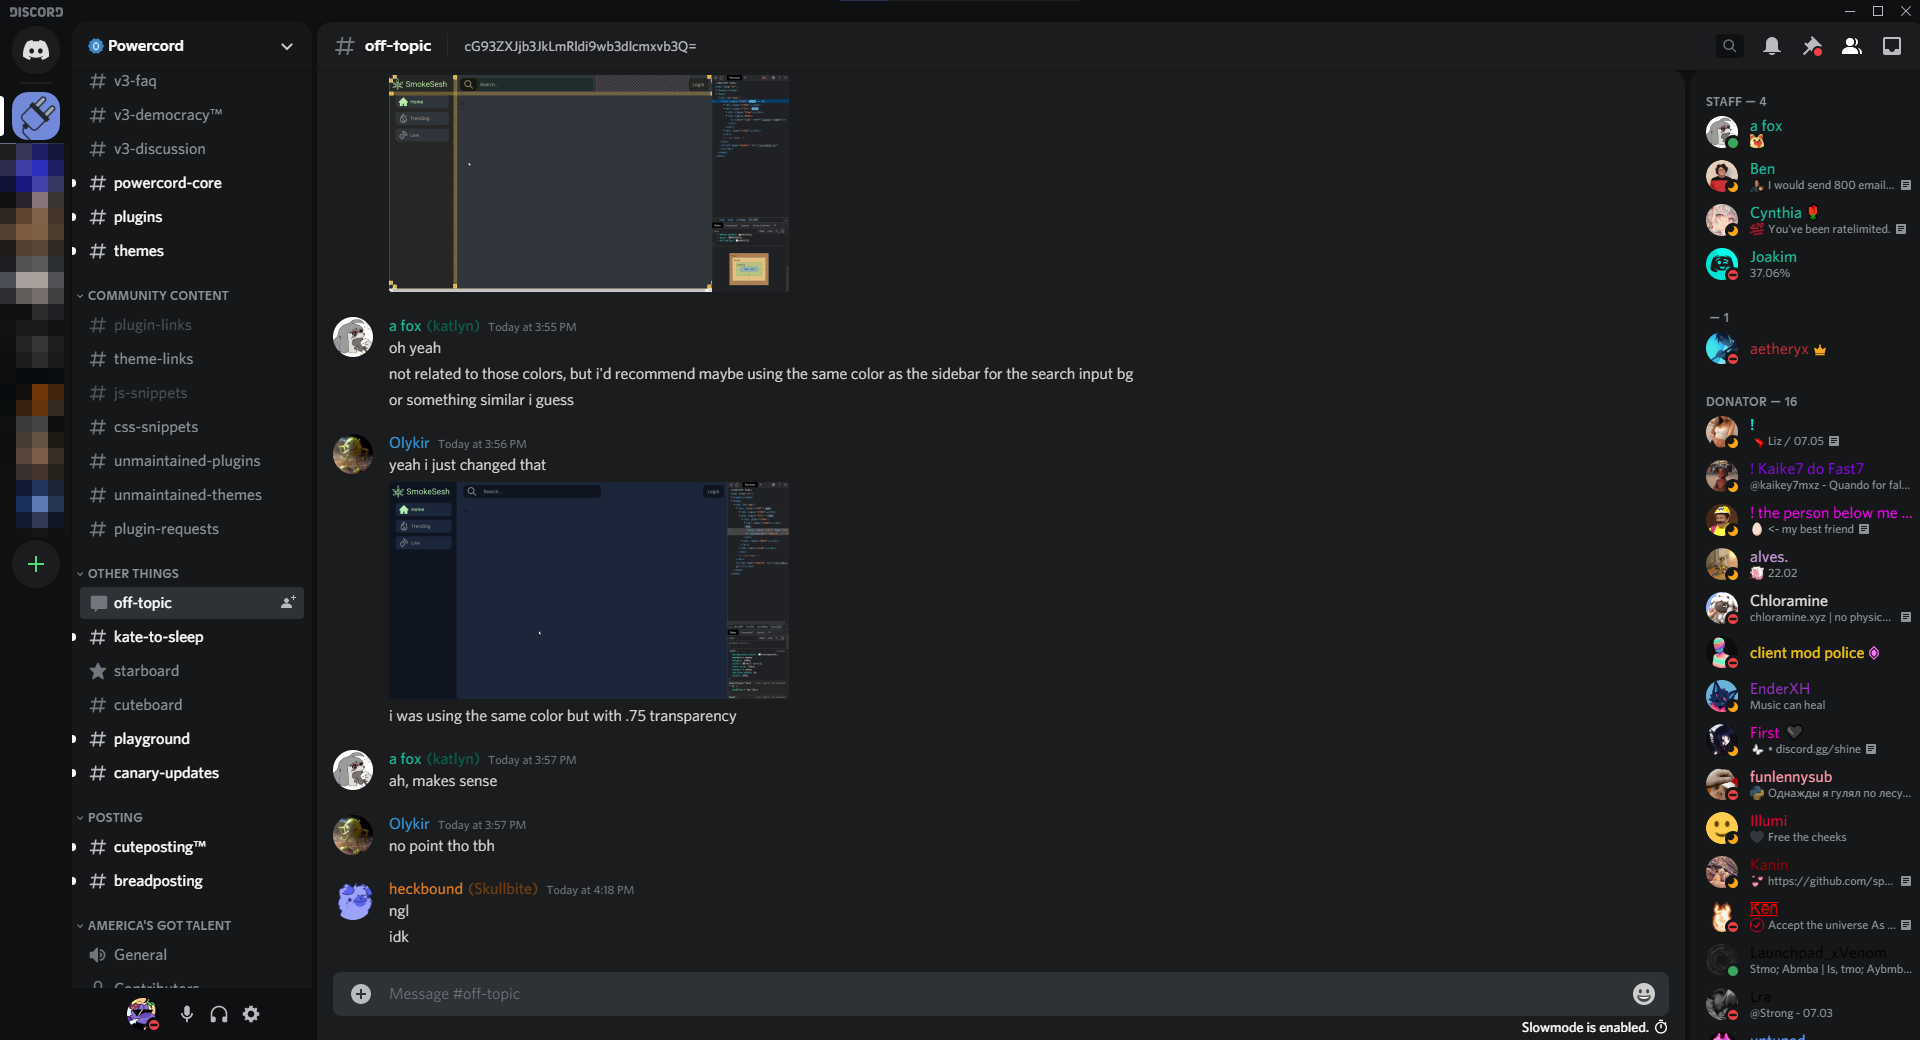 DISCORD
Powercord
off-topic
cG93ZXJjb3JkLmRldi9wb3dlcmxvb3Q=
v3-faq
v3-democracy™
v3-discussion
powercord-core
plugins
themes
COMMUNITY CONTENT
plugin-links
theme-links
js-snippets
css-snippets
unmaintained-plugins
unmaintained-themes
plugin-requests
OTHER THINGS
off-topic
kate-to-sleep
starboard
cuteboard
playground
canary-updates
POSTING
cuteposting™
breadposting
AMERICA'S GOT TALENT
General
Contributors
SmokeSesh
Search...
Login
Home
Trending
Live
a fox (katlyn) Today at 3:55 PM
oh yeah
not related to those colors, but i'd recommend maybe using the same color as the sidebar for the search input bg
or something similar i guess
Olykir Today at 3:56 PM
yeah i just changed that
SmokeSesh
Search...
Login
Home
Trending
Live
i was using the same color but with .75 transparency
a fox (katlyn) Today at 3:57 PM
ah, makes sense
Olykir Today at 3:57 PM
no point tho tbh
heckbound (Skullbite) Today at 4:18 PM
ngl
idk
Message #off-topic
Slowmode is enabled.
STAFF — 4
a fox
Ben
I would send 800 email...
Cynthia
You've been ratelimited.
Joakim
37.06%
— 1
aetheryx
DONATOR — 16
!
Liz / 07.05
! Kaike7 do Fast7
@kaikey7mxz - Quando for fal...
! the person below me ...
<- my best friend
alves.
22.02
Chloramine
chloramine.xyz | no physic...
client mod police
EnderXH
Music can heal
First
• discord.gg/shine
funlennysub
Однажды я гулял по лесу...
Illumi
Free the cheeks
Kanin
https://github.com/sp...
Ken
Accept the universe As ...
Launchpad_xVenom
Stmo; Abmba | Is, tmo; Aybmb...
Lra
@Strong - 07.03